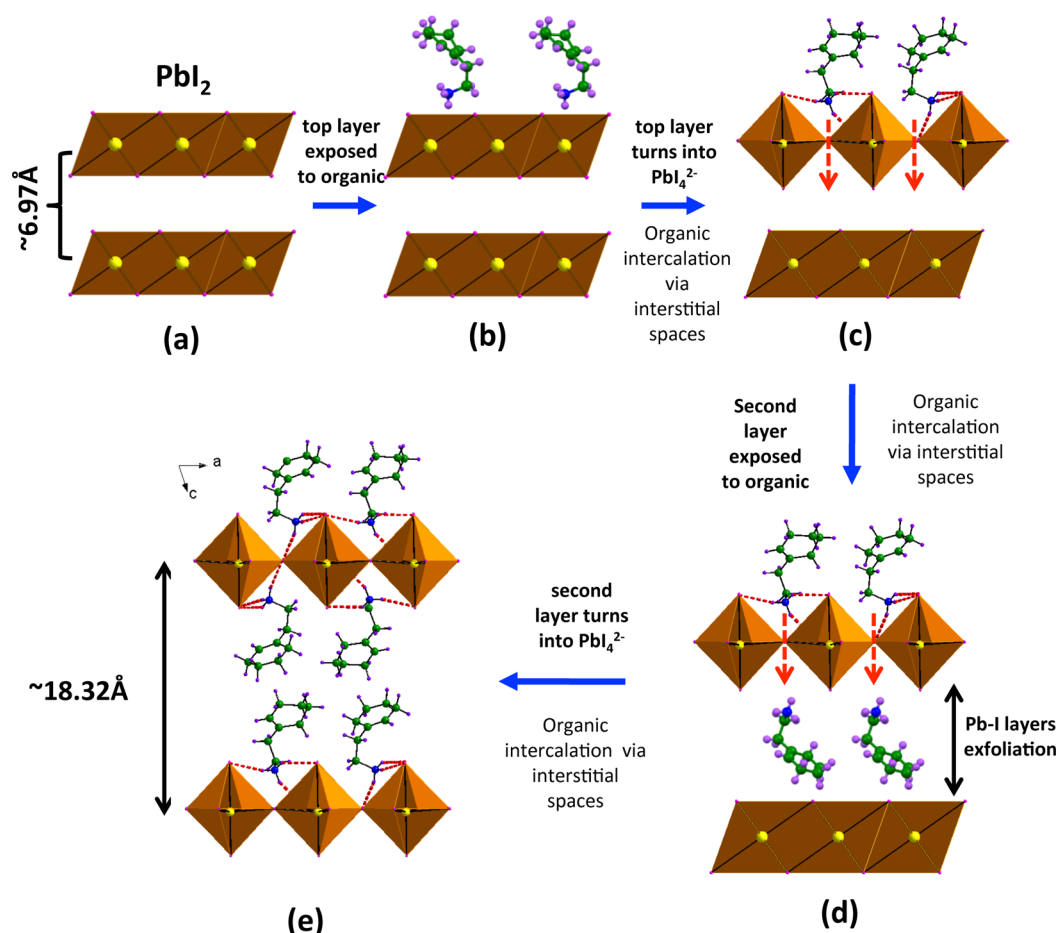 PbI2
~6.97Å
(a)
top layer
exposed
to organic
(b)
top layer
turns into
PbI4 2-
Organic
intercalation
via
interstitial
spaces
(c)
Second
layer
exposed
to organic
Organic
intercalation
via interstitial
spaces
Pb-I layers
exfoliation
(d)
second
layer turns
into PbI4 2-
Organic
intercalation via
interstitial
spaces
a
c
~18.32Å
(e)